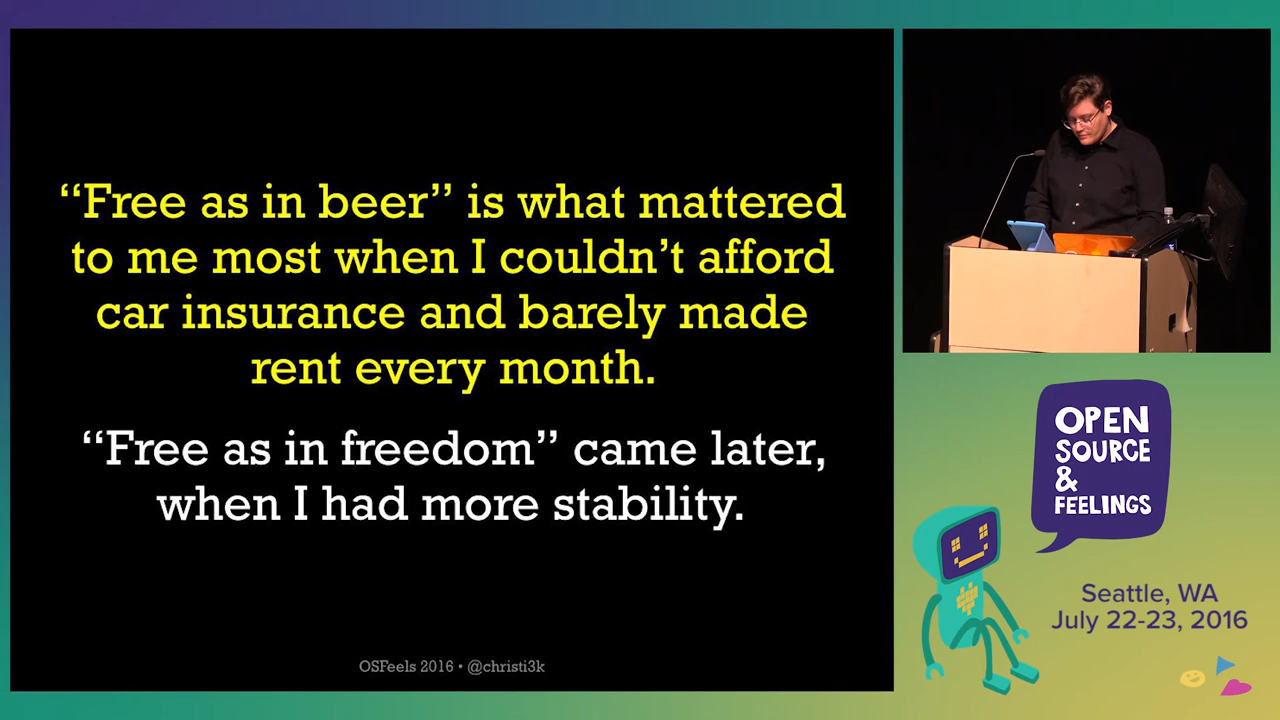 “Free as in beer” is what mattered
to me most when I couldn’t afford
car insurance and barely made
rent every month.
“Free as in freedom” came later,
when I had more stability.
OSFeels 2016 • @christi3k
OPEN
SOURCE
&
FEELINGS
Seattle, WA
July 22-23, 2016